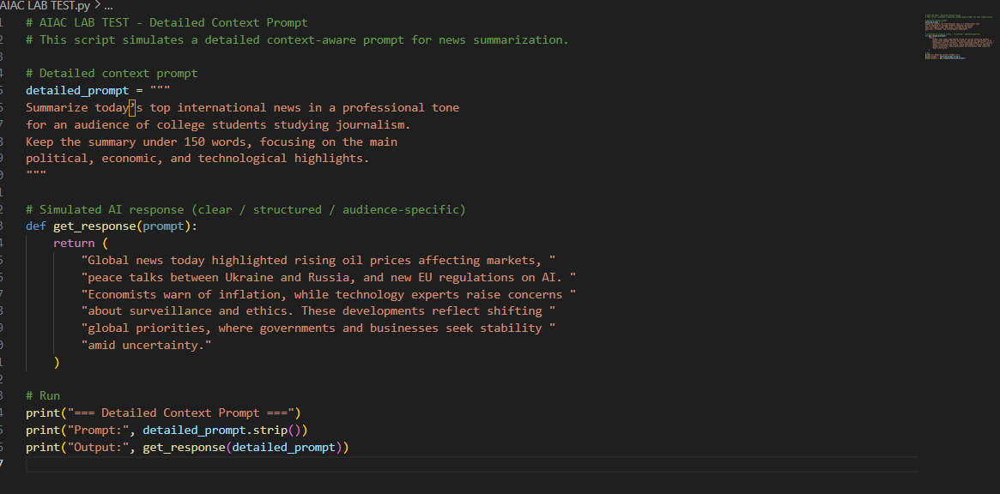 AIAC LAB TEST.py > ...
# AIAC LAB TEST - Detailed Context Prompt
# This script simulates a detailed context-aware prompt for news summarization.
# Detailed context prompt
detailed_prompt = """
Summarize today’s top international news in a professional tone
for an audience of college students studying journalism.
Keep the summary under 150 words, focusing on the main
political, economic, and technological highlights.
"""
# Simulated AI response (clear / structured / audience-specific)
def get_response(prompt):
    return (
        "Global news today highlighted rising oil prices affecting markets, "
        "peace talks between Ukraine and Russia, and new EU regulations on AI. "
        "Economists warn of inflation, while technology experts raise concerns "
        "about surveillance and ethics. These developments reflect shifting "
        "global priorities, where governments and businesses seek stability "
        "amid uncertainty."
    )
# Run
print("=== Detailed Context Prompt ===")
print("Prompt:", detailed_prompt.strip())
print("Output:", get_response(detailed_prompt))